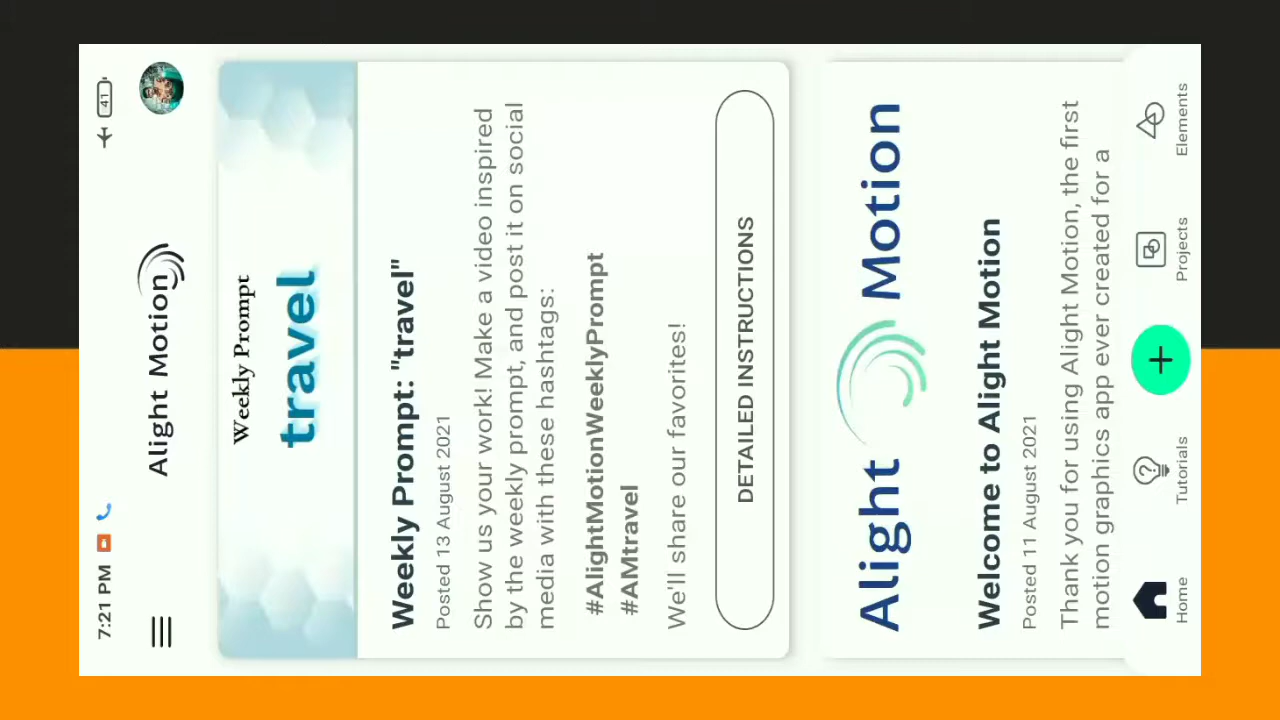 7:21 PM
41
Alight Motion
Weekly Prompt
travel
Weekly Prompt: "travel"
Posted 13 August 2021
Show us your work! Make a video inspired
by the weekly prompt, and post it on social
media with these hashtags:
#AlightMotionWeeklyPrompt
#AMtravel
We'll share our favorites!
DETAILED INSTRUCTIONS
Alight Motion
Welcome to Alight Motion
Posted 11 August 2021
Thank you for using Alight Motion, the first
motion graphics app ever created for a
Home
Tutorials
Projects
Elements